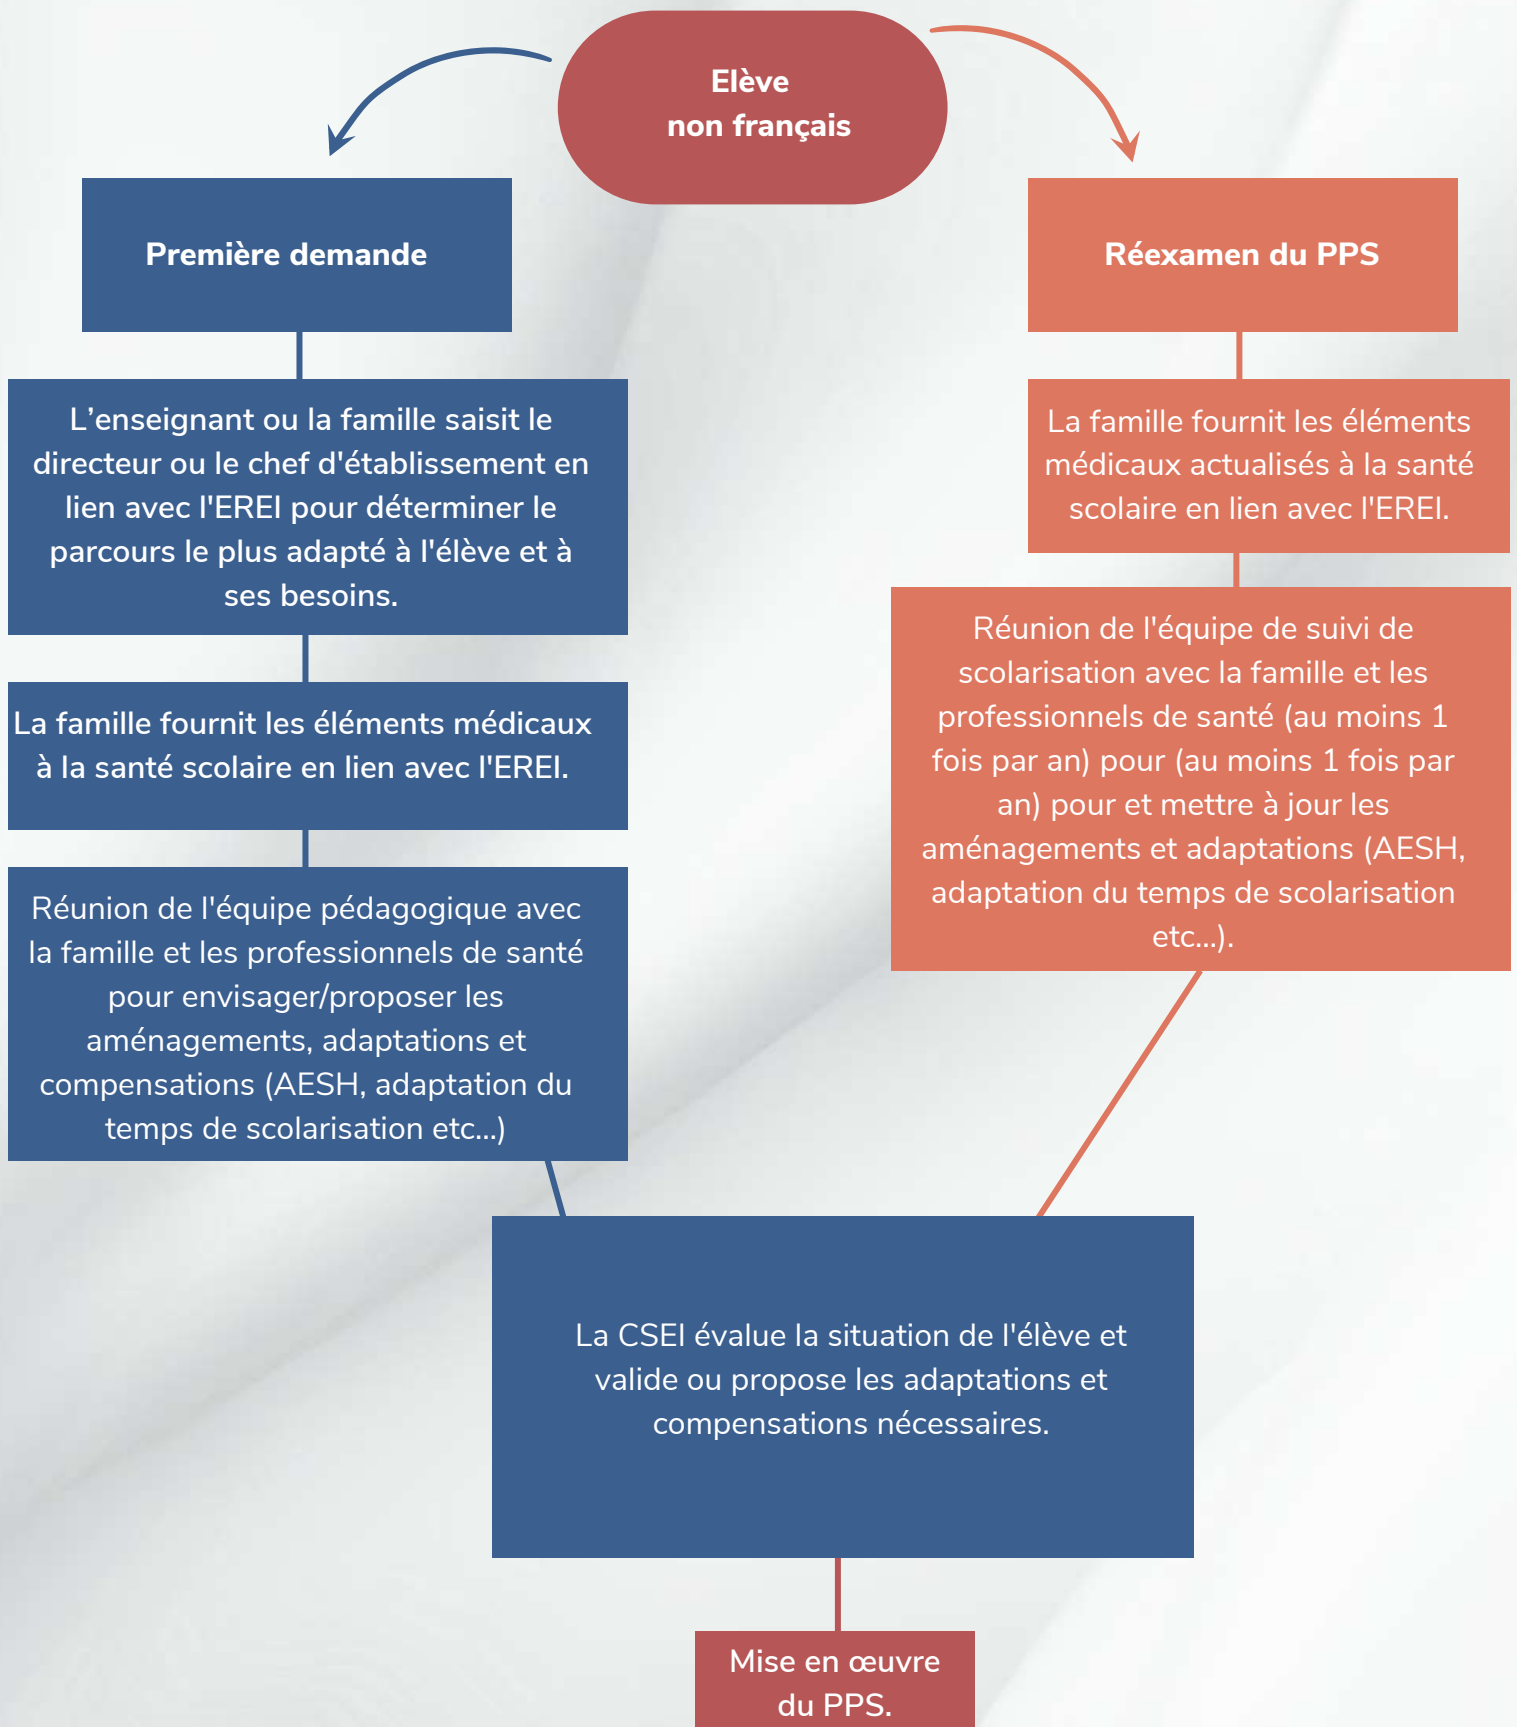 Elève
non français
Première demande
L'enseignant ou la famille saisit le
directeur ou le chef d'établissement en
lien avec l'EREI pour déterminer le
parcours le plus adapté à l'élève et à
ses besoins.
La famille fournit les éléments médicaux
à la santé scolaire en lien avec l'EREI.
Réunion de l'équipe pédagogique avec
la famille et les professionnels de santé
pour envisager/proposer les
aménagements, adaptations et
compensations (AESH, adaptation du
temps de scolarisation etc...)
Réexamen du PPS
La famille fournit les éléments
médicaux actualisés à la santé
scolaire en lien avec l'EREI.
Réunion de l'équipe de suivi de
scolarisation avec la famille et les
professionnels de santé (au moins 1
fois par an) pour (au moins 1 fois par
an) pour et mettre à jour les
aménagements et adaptations (AESH,
adaptation du temps de scolarisation
etc...).
La CSEI évalue la situation de l'élève et
valide ou propose les adaptations et
compensations nécessaires.
Mise en œuvre
du PPS.